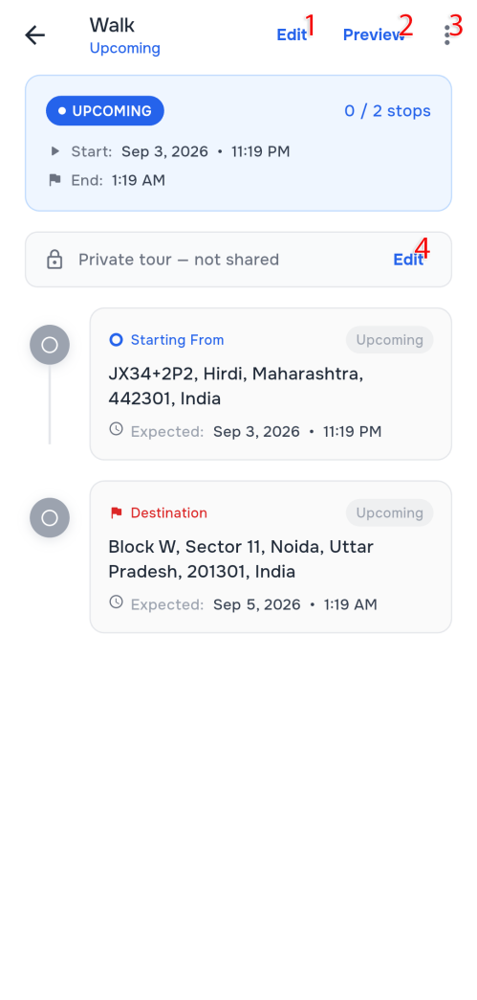 Walk
Upcoming
Edit 1
Preview 2
3
UPCOMING
0 / 2 stops
Start: Sep 3, 2026 • 11:19 PM
End: 1:19 AM
Private tour — not shared
Edit 4
Starting From
Upcoming
JX34+2P2, Hirdi, Maharashtra,
442301, India
Expected: Sep 3, 2026 • 11:19 PM
Destination
Upcoming
Block W, Sector 11, Noida, Uttar
Pradesh, 201301, India
Expected: Sep 5, 2026 • 1:19 AM